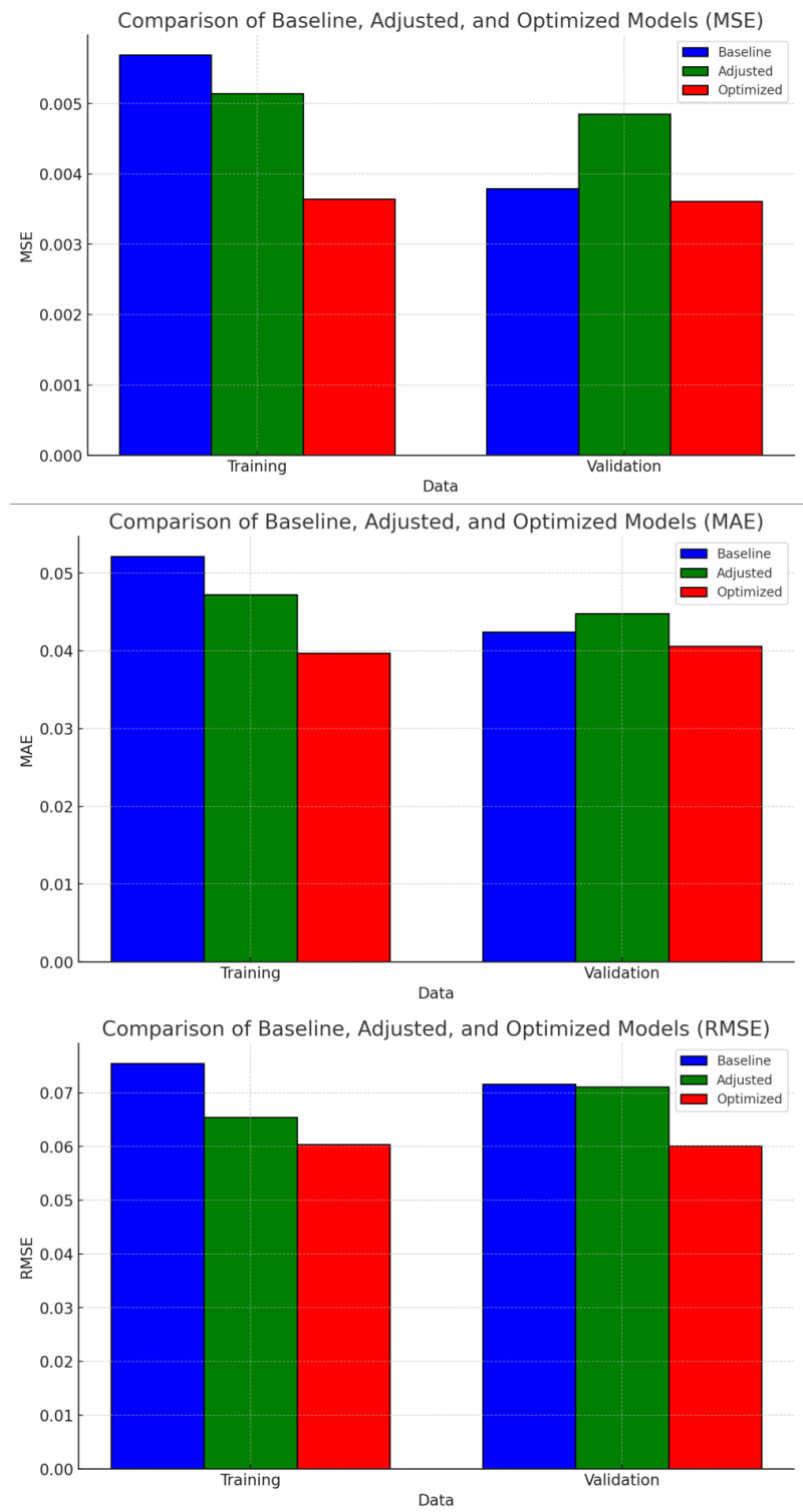 Comparison of Baseline, Adjusted, and Optimized Models (MSE)
Baseline
Adjusted
Optimized
0.005
0.004
0.003
0.002
0.001
0.000
MSE
Training
Validation
Data
Comparison of Baseline, Adjusted, and Optimized Models (MAE)
Baseline
Adjusted
Optimized
0.05
0.04
0.03
0.02
0.01
0.00
MAE
Training
Validation
Data
Comparison of Baseline, Adjusted, and Optimized Models (RMSE)
Baseline
Adjusted
Optimized
0.07
0.06
0.05
0.04
0.03
0.02
0.01
0.00
RMSE
Training
Validation
Data